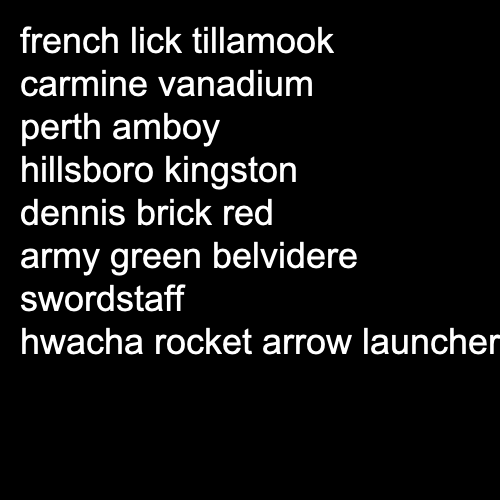 french lick tillamook
carmine vanadium
perth amboy
hillsboro kingston
dennis brick red
army green belvidere
swordstaff
hwacha rocket arrow launcher